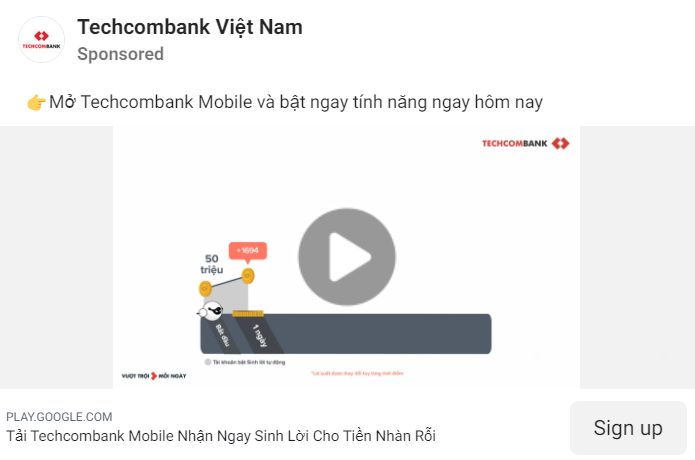 TECHCOMBANK
Techcombank Việt Nam
Sponsored
👉Mở Techcombank Mobile và bật ngay tính năng ngay hôm nay
TECHCOMBANK
+1694
50
triệu
Bắt đầu
1 ngày
Tài khoản bật Sinh lời tự động
VƯỢT TRỘI MỖI NGÀY
*Lãi suất được thay đổi tùy từng thời điểm
PLAY.GOOGLE.COM
Tải Techcombank Mobile Nhận Ngay Sinh Lời Cho Tiền Nhàn Rỗi
Sign up